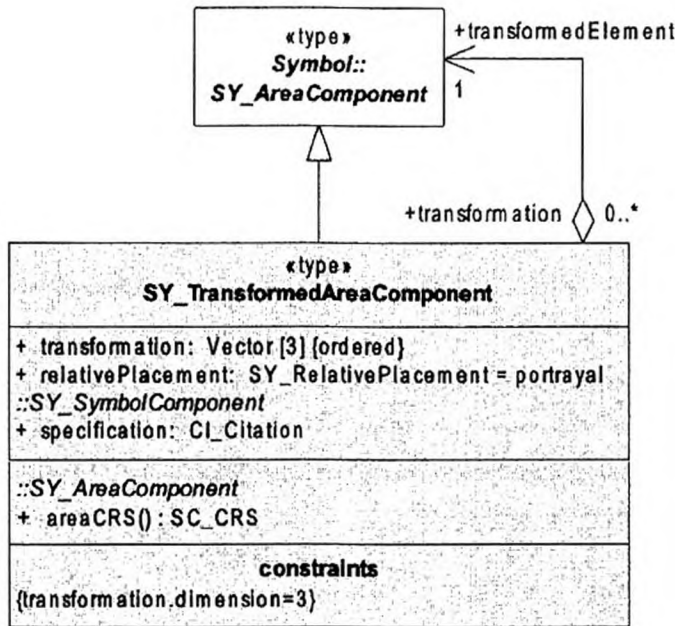 «type»
Symbol::
SY_AreaComponent
+transformedElement
1
+transformation
0..*
«type»
SY_TransformedAreaComponent
+ transformation: Vector [3] {ordered}
+ relativePlacement: SY_RelativePlacement = portrayal
::SY_SymbolComponent
+ specification: CI_Citation
::SY_AreaComponent
+ areaCRS() : SC_CRS
constraints
{transformation.dimension=3}